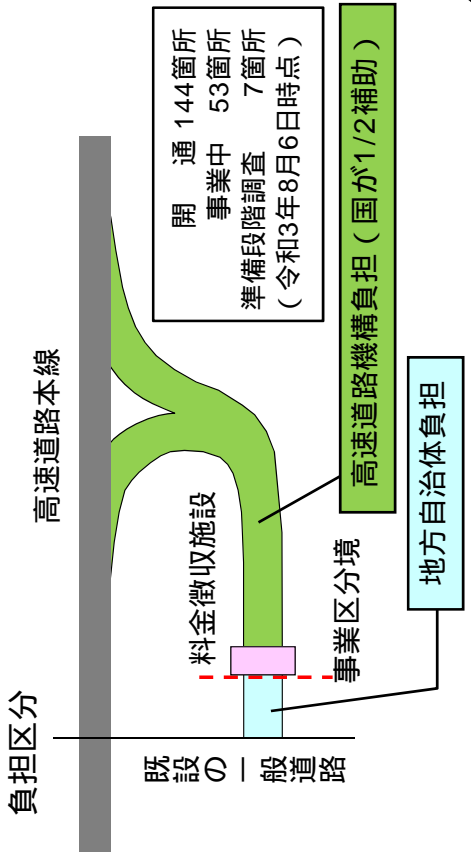 負担区分
高速道路本線
開　通 144箇所
事業中　53箇所
準備段階調査　7箇所
（令和3年8月6日時点）
料金徴収施設
高速道路機構負担（国が1/2補助）
事業区分境
地方自治体負担
既設の一般道路